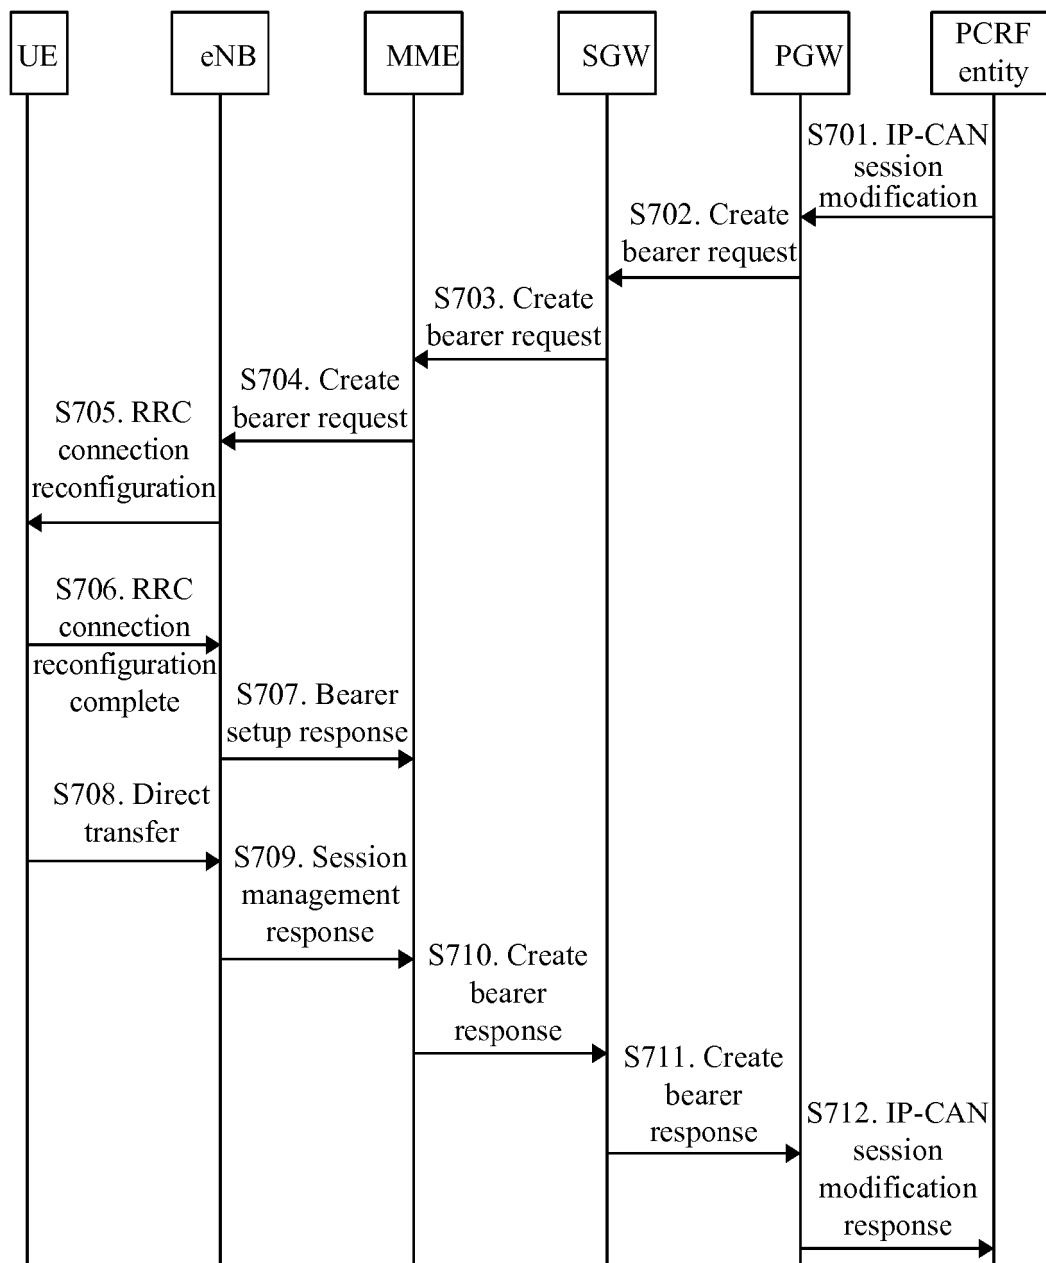 UE
eNB
MME
SGW
PGW
PCRF
entity
S701. IP-CAN
session
modification
S702. Create
bearer request
S703. Create
bearer request
S704. Create
bearer request
S705. RRC
connection
reconfiguration
S706. RRC
connection
reconfiguration
complete
S707. Bearer
setup response
S708. Direct
transfer
S709. Session
management
response
S710. Create
bearer
response
S711. Create
bearer
response
S712. IP-CAN
session
modification
response